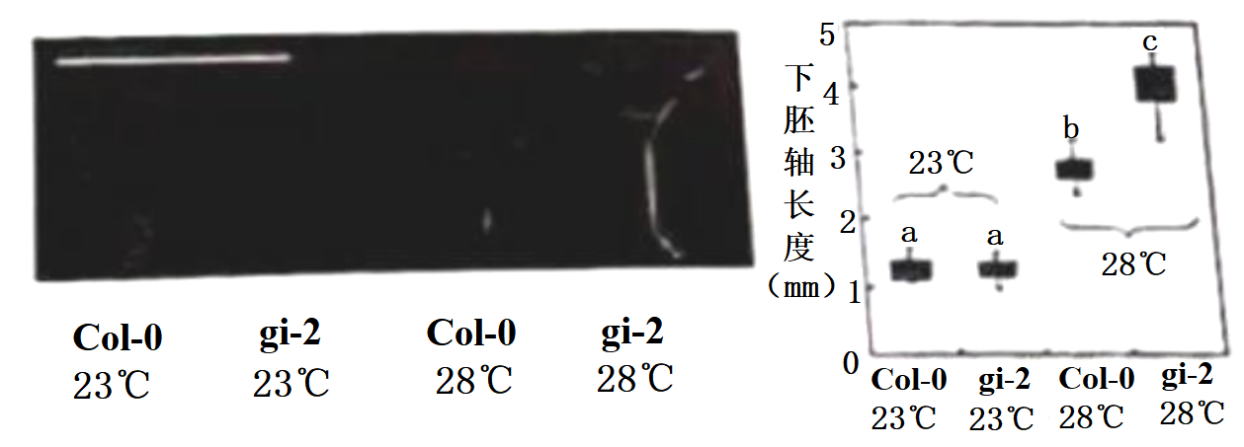 Col-0 gi-2 Col-0 gi-2
23℃ 23℃ 28℃ 28℃
下胚轴长度
(mm)
5
4
3
2
1
0
c
b
23℃
a a
28℃
Col-0 gi-2 Col-0 gi-2
23℃ 23℃ 28℃ 28℃